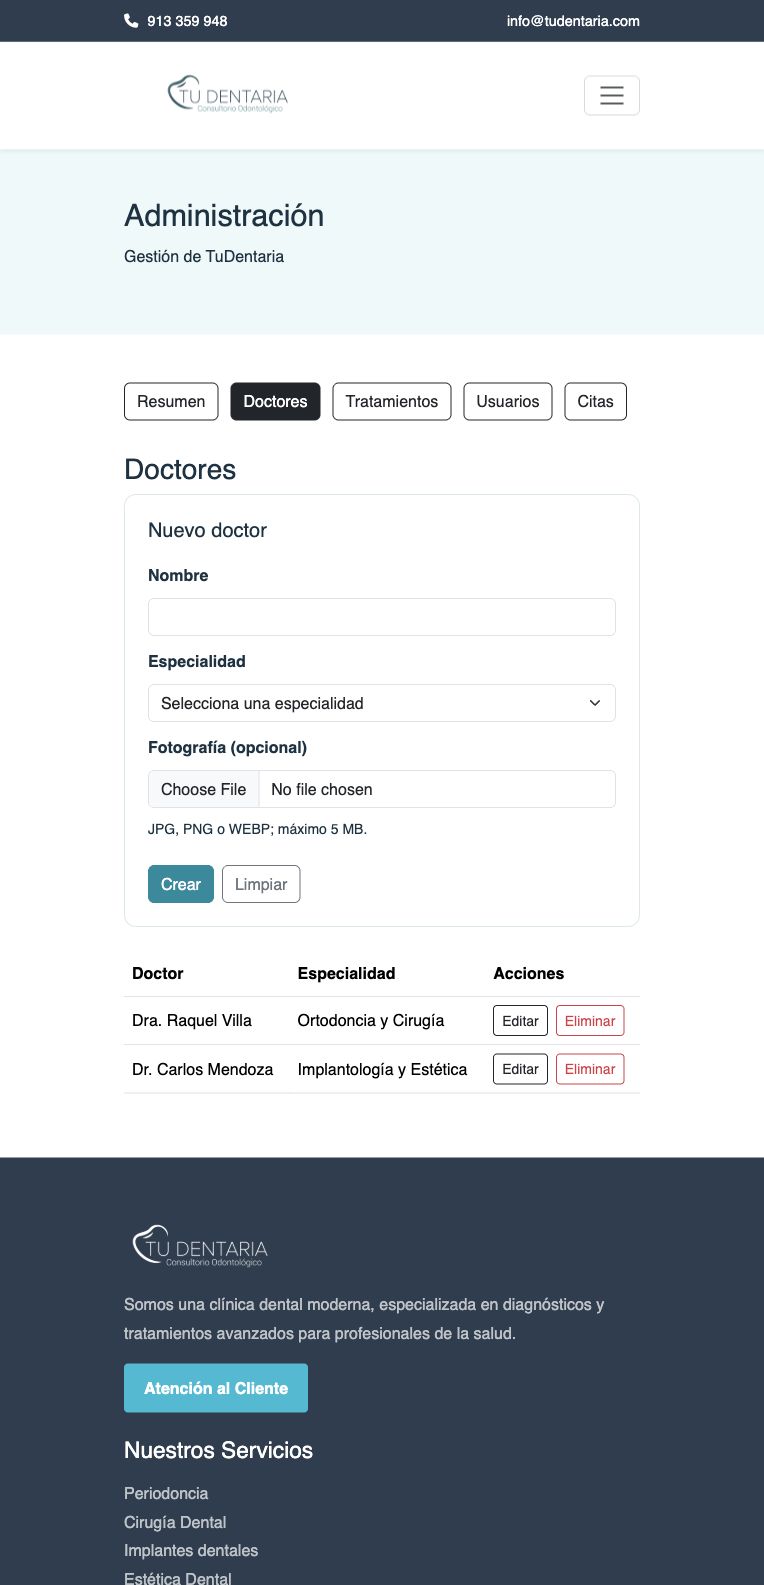 913 359 948 info@tudentaria.com
TU DENTARIA
Consultorio Odontológico
Administración
Gestión de TuDentaria
Resumen Doctores Tratamientos Usuarios Citas
Doctores
Nuevo doctor
Nombre
Especialidad
Selecciona una especialidad
Fotografía (opcional)
Choose File No file chosen
JPG, PNG o WEBP; máximo 5 MB.
Crear Limpiar
Doctor Especialidad Acciones
Dra. Raquel Villa Ortodoncia y Cirugía Editar Eliminar
Dr. Carlos Mendoza Implantología y Estética Editar Eliminar
TU DENTARIA
Consultorio Odontológico
Somos una clínica dental moderna, especializada en diagnósticos y
tratamientos avanzados para profesionales de la salud.
Atención al Cliente
Nuestros Servicios
Periodoncia
Cirugía Dental
Implantes dentales
Estética Dental